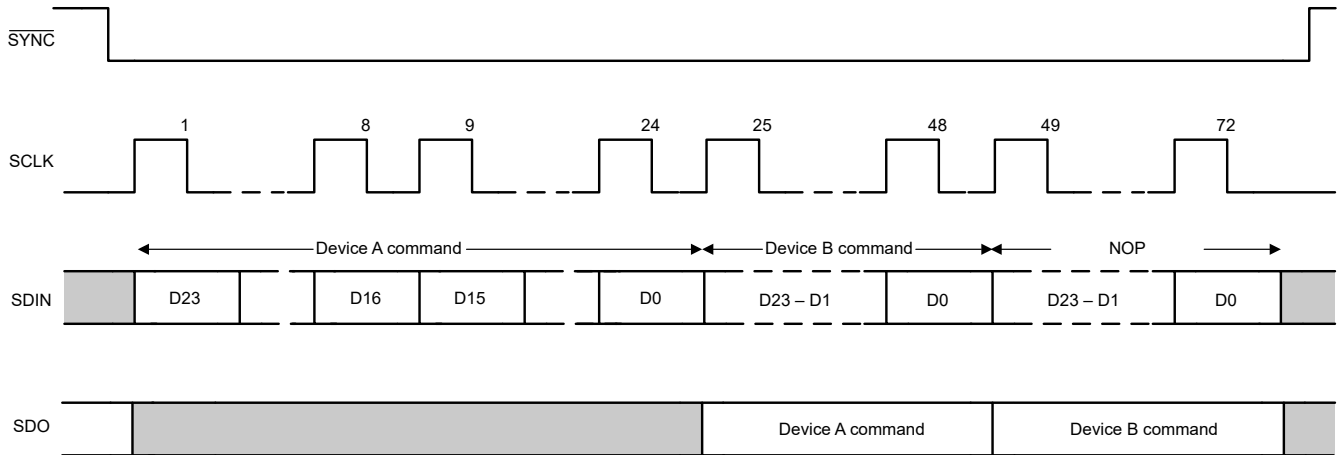 SYNC
1 8 9 24 25 48 49 72
SCLK
Device A command Device B command NOP
SDIN D23 D16 D15 D0 D23 – D1 D0 D23 – D1 D0
SDO Device A command Device B command